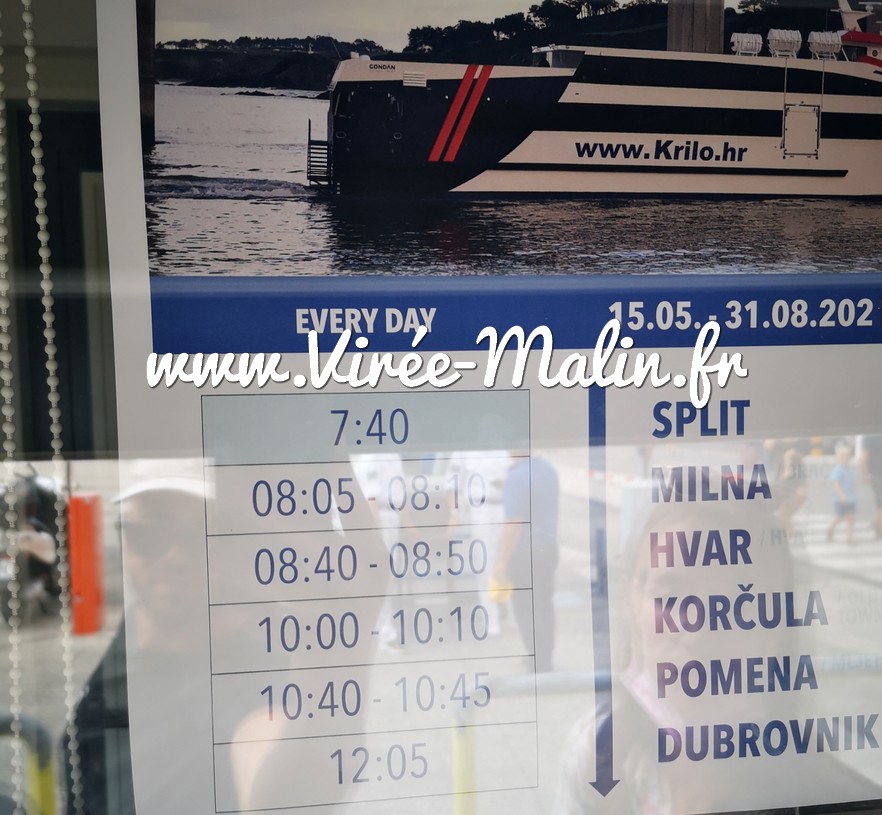 GONDAN
www.Krilo.hr
EVERY DAY 15.05. - 31.08.202
www.Virée-Malin.fr
7:40 SPLIT
08:05 - 08:10 MILNA
08:40 - 08:50 HVAR
10:00 - 10:10 KORČULA
10:40 - 10:45 POMENA
12:05 DUBROVNIK